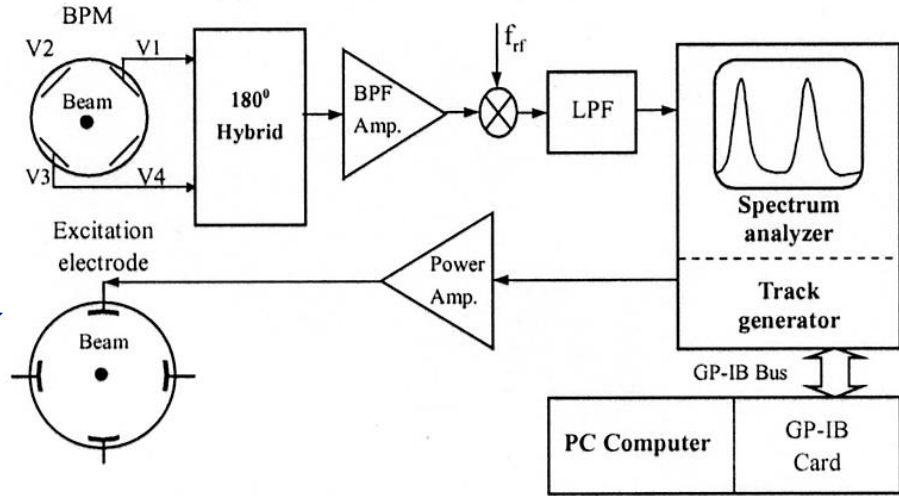 BPM
V2
V1
Beam
V3
V4
180⁰
Hybrid
BPF
Amp.
f_rf
LPF
Spectrum
analyzer
Track
generator
Excitation
electrode
Power
Amp.
Beam
GP-IB Bus
PC Computer
GP-IB
Card